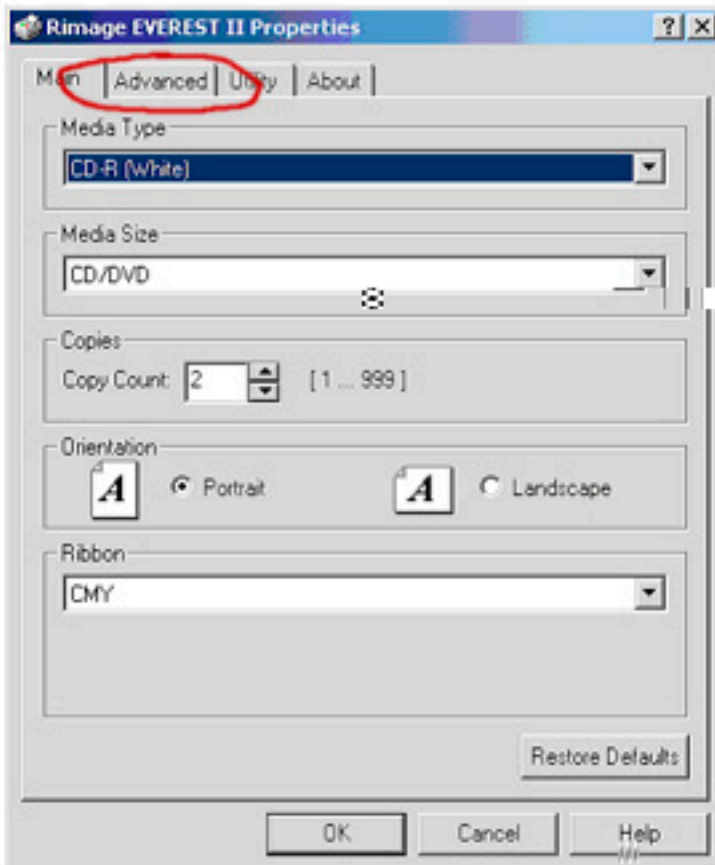 Rimage EVEREST II Properties
Main Advanced Utility About
Media Type
CD-R (White)
Media Size
CD/DVD
Copies
Copy Count: 2 [ 1 ... 999 ]
Orientation
A Portrait A Landscape
Ribbon
CMY
Restore Defaults
OK Cancel Help